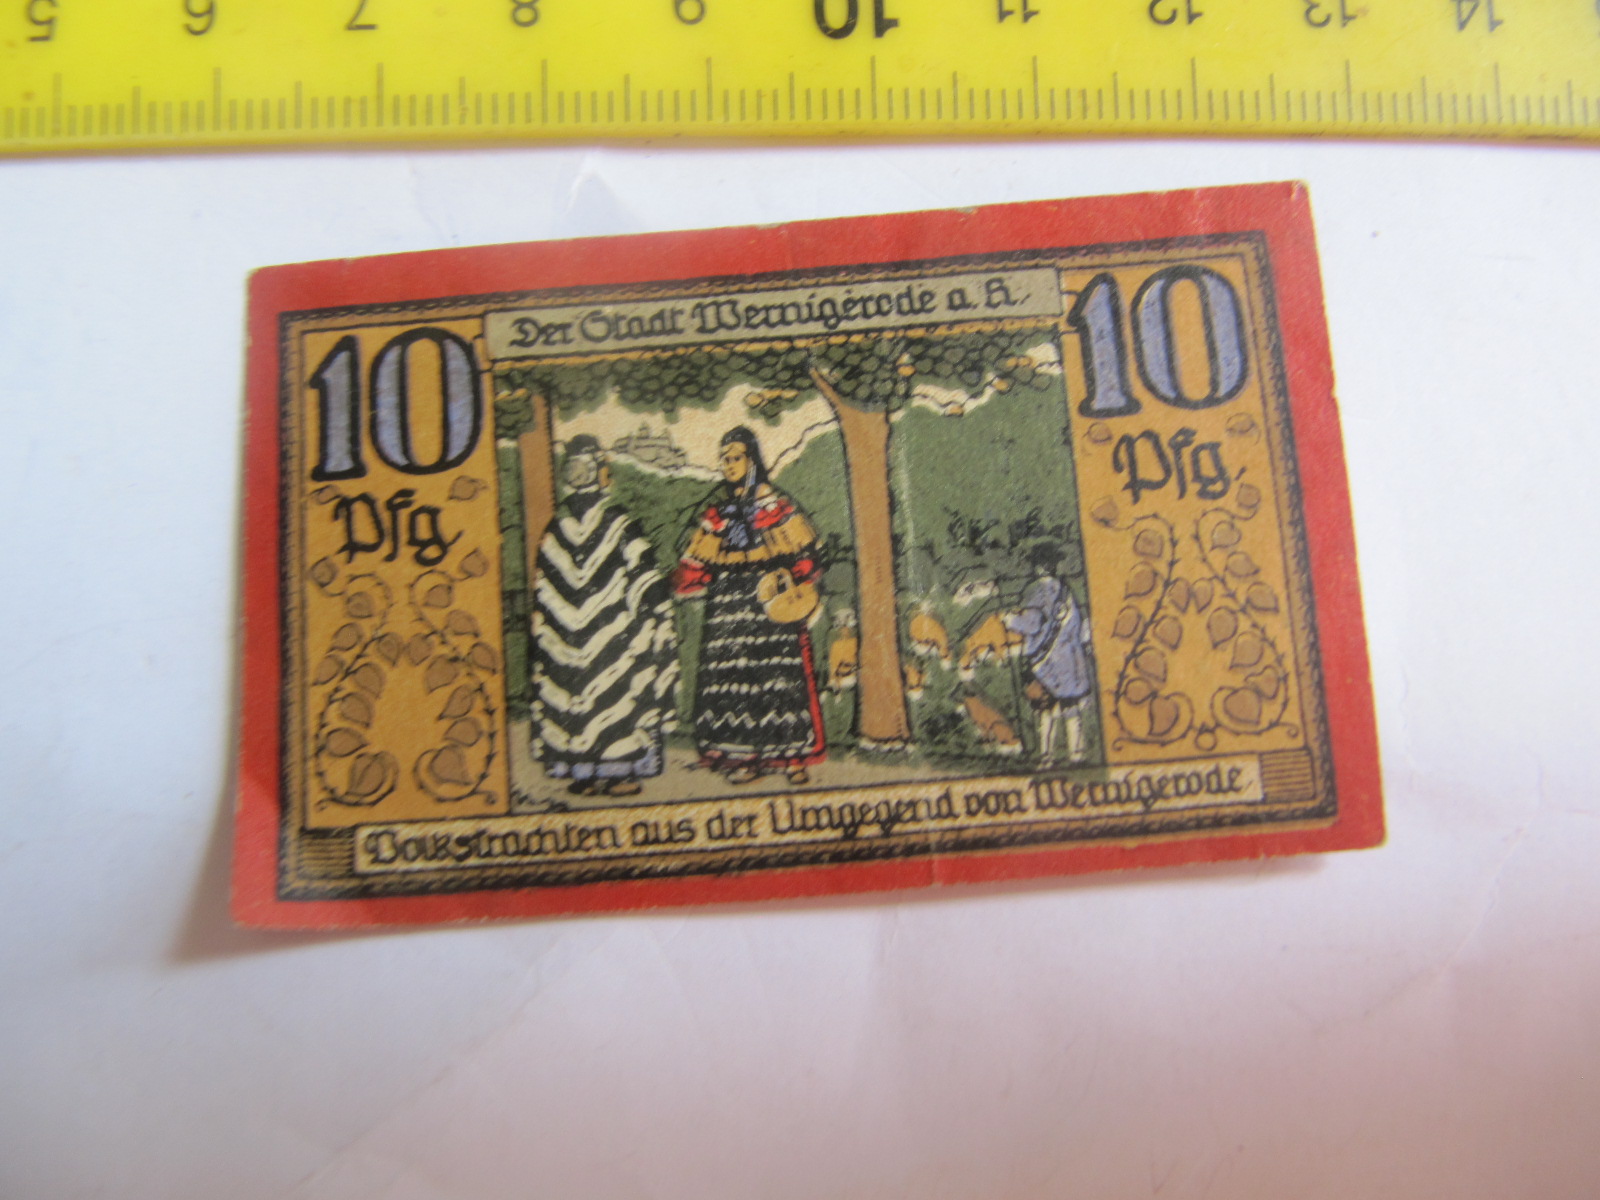 5 6 7 8 9 10 11 12 13 14
Der Stadt Wernigerode a. H.
10 10
Pfg Pfg.
Volkstrachten aus der Umgegend von Wernigerode